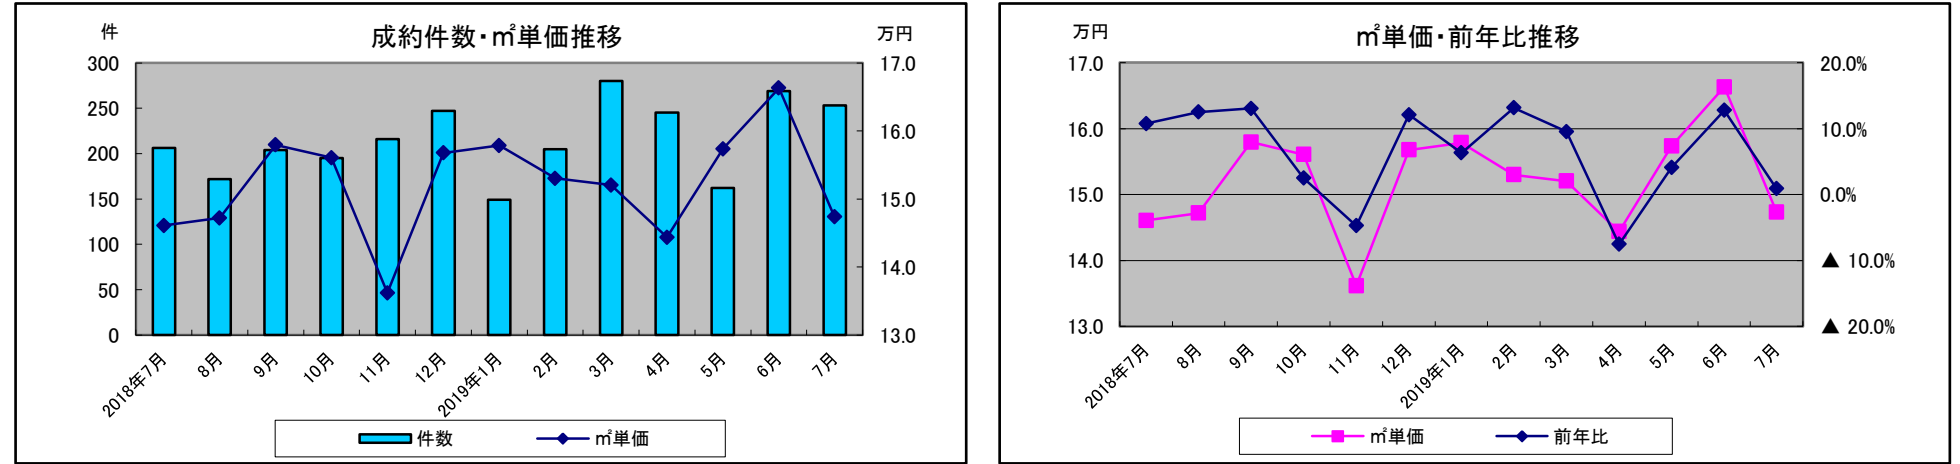 成約件数・㎡単価推移
件
万円
300
250
200
150
100
50
0
17.0
16.0
15.0
14.0
13.0
2018年7月
8月
9月
10月
11月
12月
2019年1月
2月
3月
4月
5月
6月
7月
件数
㎡単価
㎡単価・前年比推移
万円
17.0
16.0
15.0
14.0
13.0
20.0%
10.0%
0.0%
▲ 10.0%
▲ 20.0%
2018年7月
8月
9月
10月
11月
12月
2019年1月
2月
3月
4月
5月
6月
7月
㎡単価
前年比